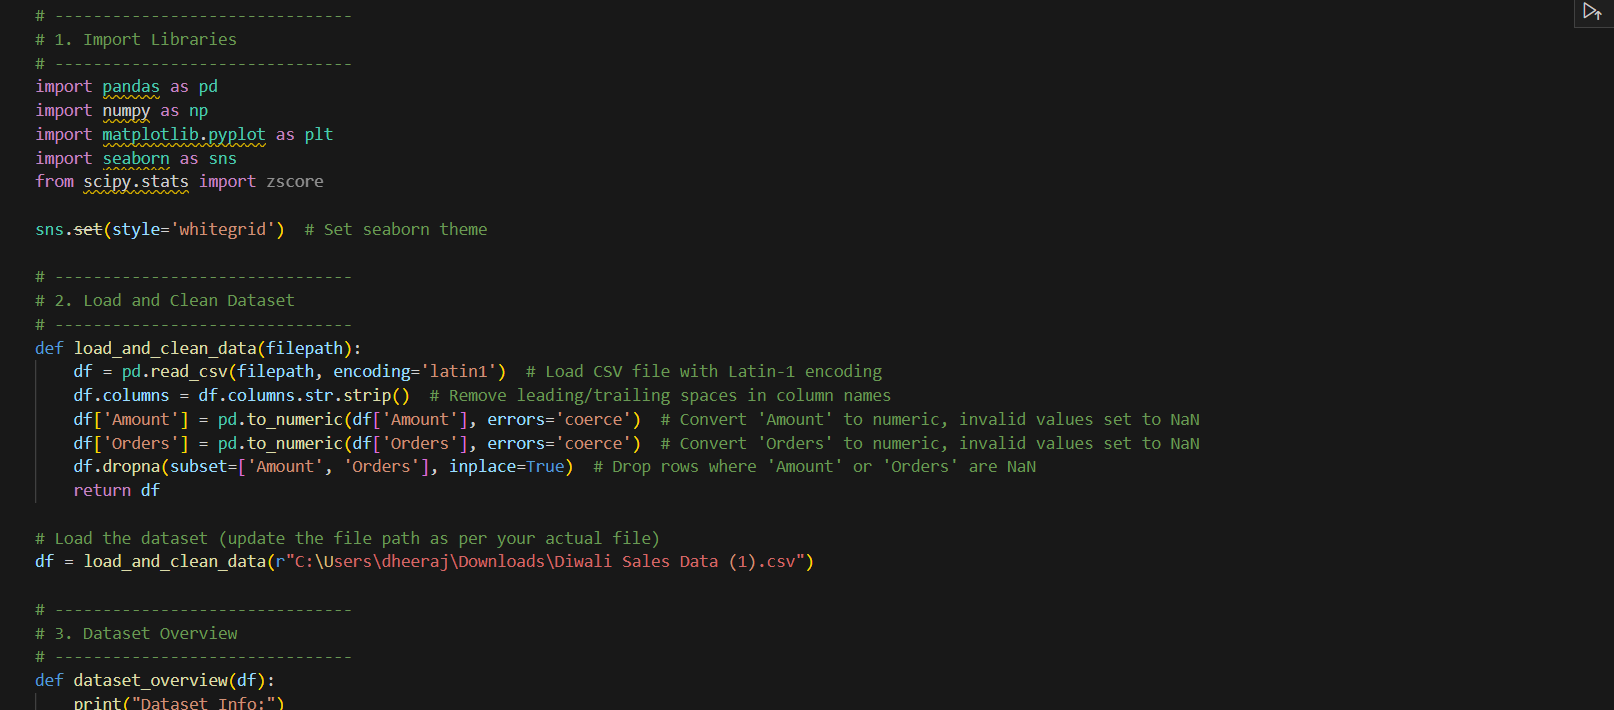 # -------------------------------
# 1. Import Libraries
# -------------------------------
import pandas as pd
import numpy as np
import matplotlib.pyplot as plt
import seaborn as sns
from scipy.stats import zscore
sns.set(style='whitegrid')  # Set seaborn theme
# -------------------------------
# 2. Load and Clean Dataset
# -------------------------------
def load_and_clean_data(filepath):
    df = pd.read_csv(filepath, encoding='latin1')  # Load CSV file with Latin-1 encoding
    df.columns = df.columns.str.strip()  # Remove leading/trailing spaces in column names
    df['Amount'] = pd.to_numeric(df['Amount'], errors='coerce')  # Convert 'Amount' to numeric, invalid values set to NaN
    df['Orders'] = pd.to_numeric(df['Orders'], errors='coerce')  # Convert 'Orders' to numeric, invalid values set to NaN
    df.dropna(subset=['Amount', 'Orders'], inplace=True)  # Drop rows where 'Amount' or 'Orders' are NaN
    return df
# Load the dataset (update the file path as per your actual file)
df = load_and_clean_data(r"C:\Users\dheeraj\Downloads\Diwali Sales Data (1).csv")
# -------------------------------
# 3. Dataset Overview
# -------------------------------
def dataset_overview(df):
    print("Dataset Info:")